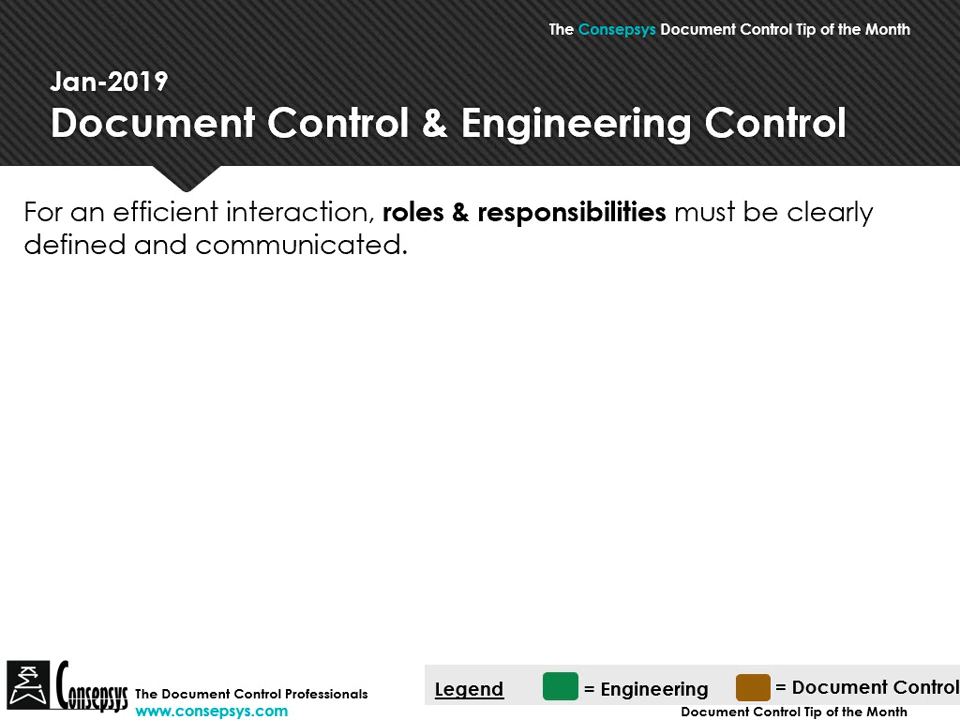 The Consepsys Document Control Tip of the Month
Jan-2019
Document Control & Engineering Control
For an efficient interaction, roles & responsibilities must be clearly
defined and communicated.
Consepsys The Document Control Professionals
www.consepsys.com
Legend = Engineering = Document Control
Document Control Tip of the Month